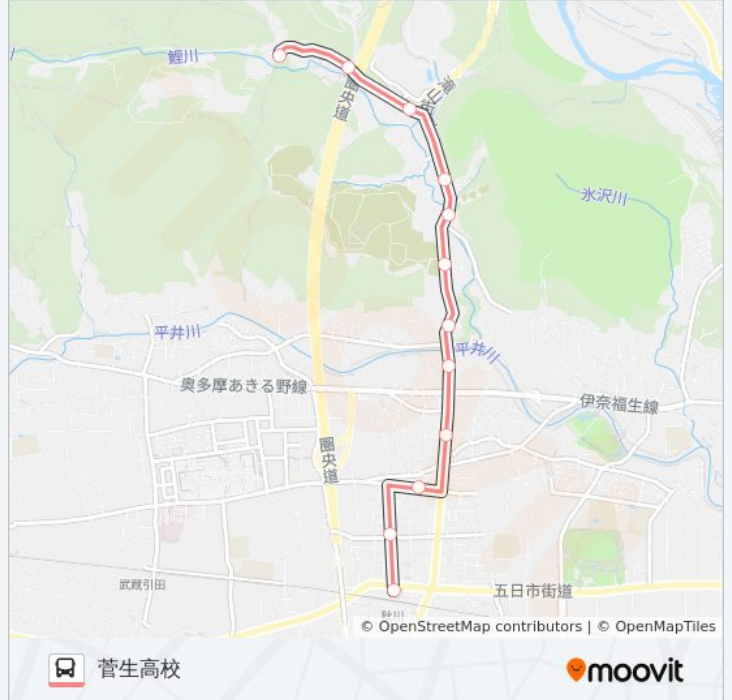 鯉川
圏央道
滝山街
氷沢川
平井川
平井川
奥多摩あきる野線
伊奈福生線
圏央道
武蔵引田
五日市街道
秋川
© OpenStreetMap contributors | © OpenMapTiles
菅生高校
moovit